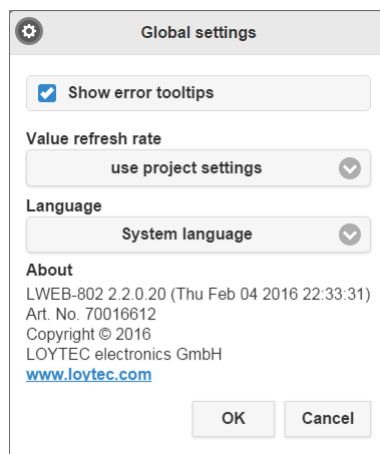 Global settings
Show error tooltips
Value refresh rate
use project settings
Language
System language
About
LWEB-802 2.2.0.20 (Thu Feb 04 2016 22:33:31)
Art. No. 70016612
Copyright © 2016
LOYTEC electronics GmbH
www.loytec.com
OK Cancel